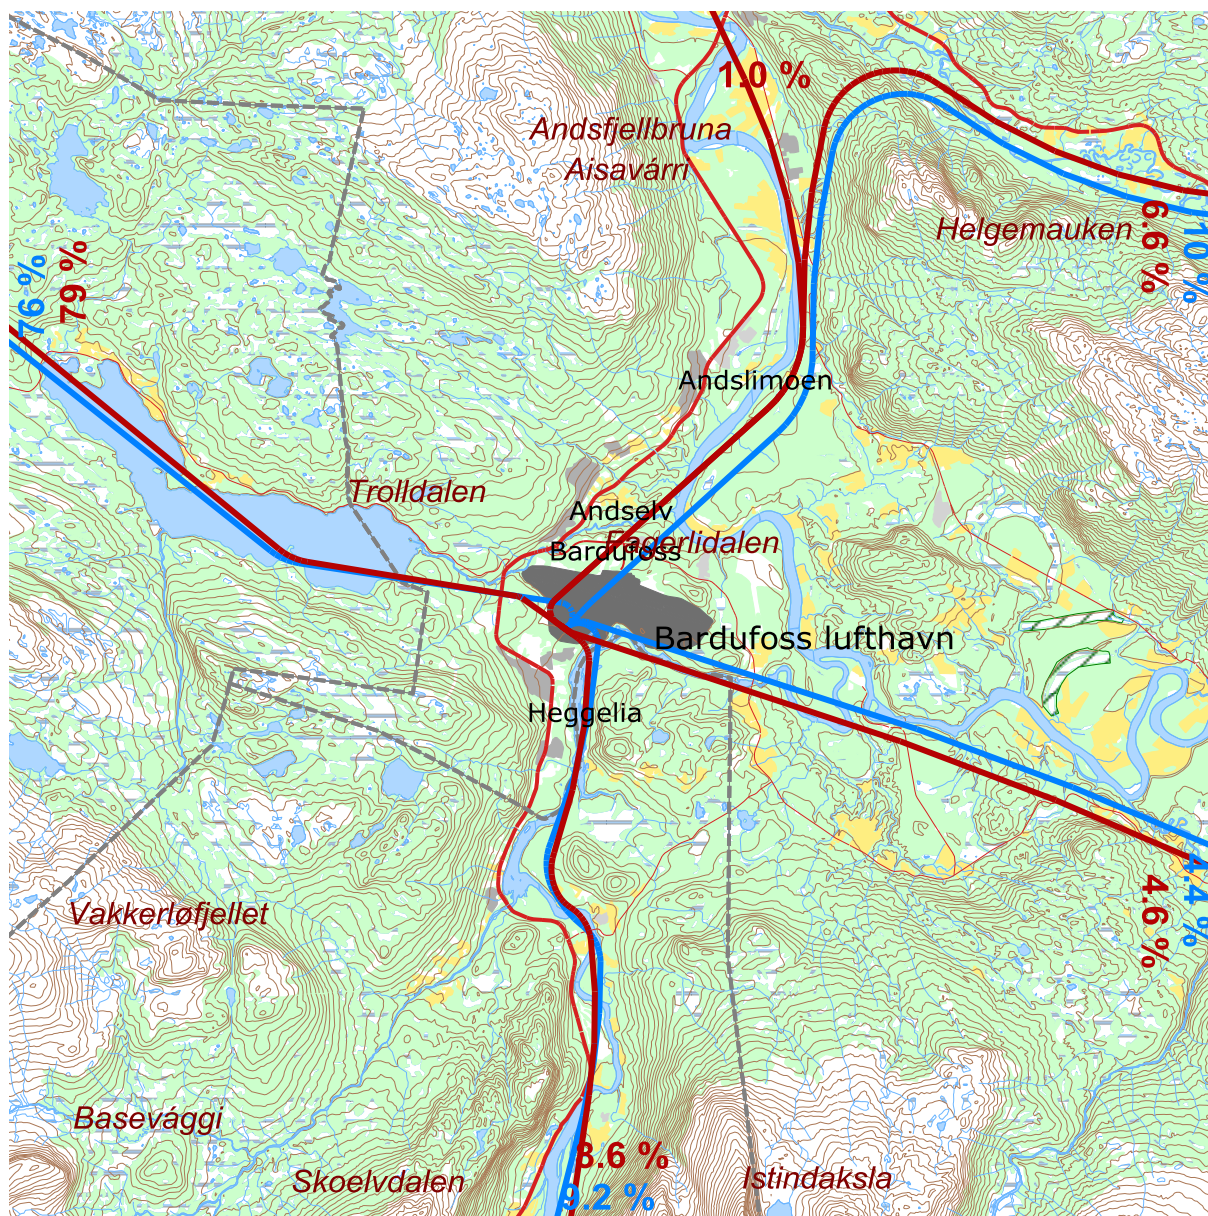 1.0 %
Andsfjellbruna
Aisavárri
Helgemauken
6.6 %
10 %
76 %
79 %
Andslimoen
Trolldalen
Andselv
Fagerlidalen
Bardufoss
Bardufoss lufthavn
Heggelia
4.4 %
4.6 %
Vakkerløfjellet
Basevággi
Skoelvdalen
Istindaksla
8.6 %
9.2 %